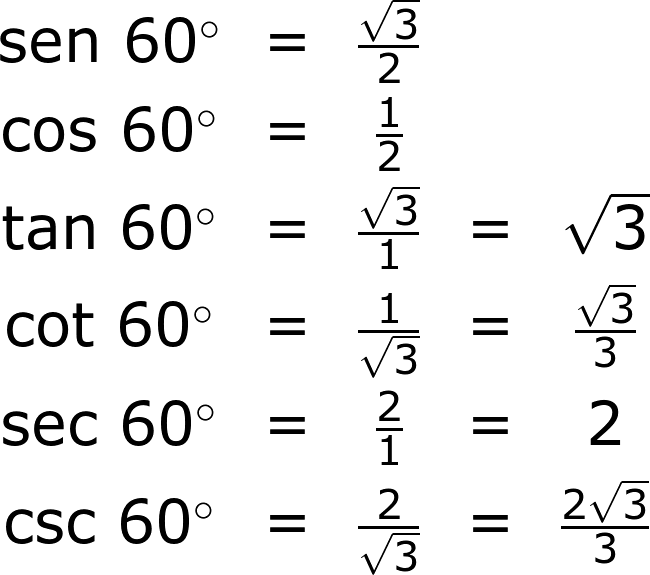 sen 60° = √3/2
cos 60° = 1/2
tan 60° = √3/1 = √3
cot 60° = 1/√3 = √3/3
sec 60° = 2/1 = 2
csc 60° = 2/√3 = 2√3/3